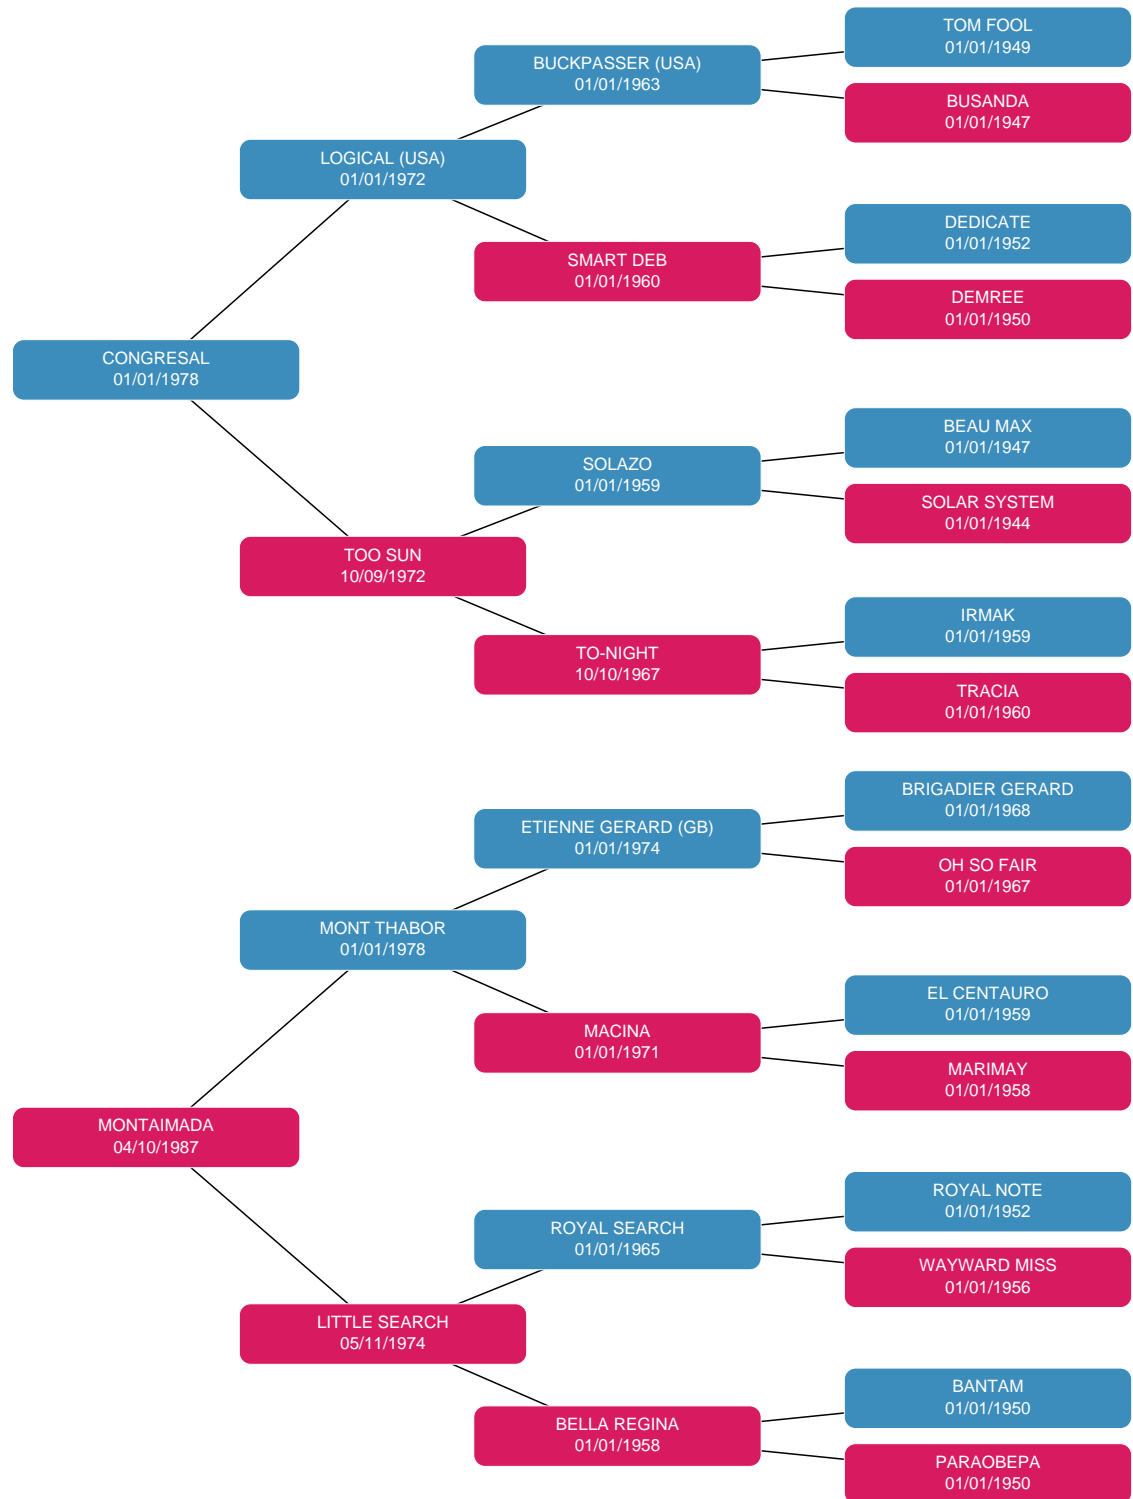 TOM FOOL
01/01/1949
BUCKPASSER (USA)
01/01/1963
BUSANDA
01/01/1947
LOGICAL (USA)
01/01/1972
DEDICATE
01/01/1952
SMART DEB
01/01/1960
DEMREE
01/01/1950
CONGRESAL
01/01/1978
BEAU MAX
01/01/1947
SOLAZO
01/01/1959
SOLAR SYSTEM
01/01/1944
TOO SUN
10/09/1972
IRMAK
01/01/1959
TO-NIGHT
10/10/1967
TRACIA
01/01/1960
BRIGADIER GERARD
01/01/1968
ETIENNE GERARD (GB)
01/01/1974
OH SO FAIR
01/01/1967
MONT THABOR
01/01/1978
EL CENTAURO
01/01/1959
MACINA
01/01/1971
MARIMAY
01/01/1958
MONTAIMADA
04/10/1987
ROYAL NOTE
01/01/1952
ROYAL SEARCH
01/01/1965
WAYWARD MISS
01/01/1956
LITTLE SEARCH
05/11/1974
BANTAM
01/01/1950
BELLA REGINA
01/01/1958
PARAOBEPA
01/01/1950